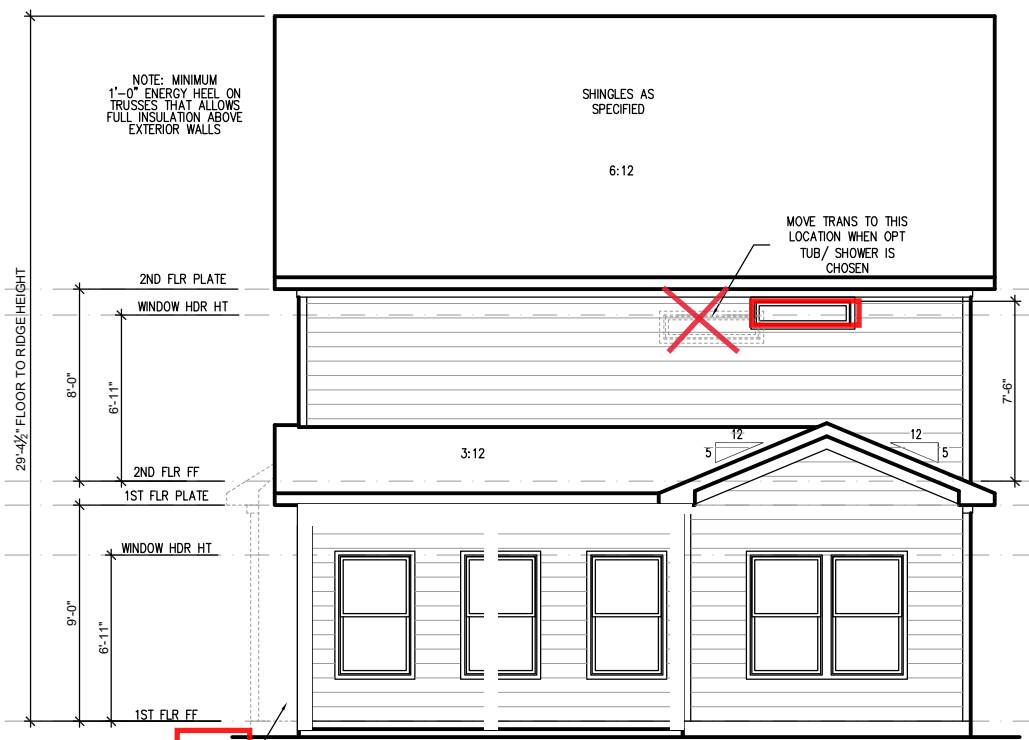 NOTE: MINIMUM
1'-0" ENERGY HEEL ON
TRUSSES THAT ALLOWS
FULL INSULATION ABOVE
EXTERIOR WALLS
SHINGLES AS
SPECIFIED
6:12
MOVE TRANS TO THIS
LOCATION WHEN OPT
TUB/ SHOWER IS
CHOSEN
29'-4½" FLOOR TO RIDGE HEIGHT
2ND FLR PLATE
WINDOW HDR HT
8'-0"
6'-11"
7'-6"
12
5
12
5
3:12
2ND FLR FF
1ST FLR PLATE
WINDOW HDR HT
9'-0"
6'-11"
1ST FLR FF